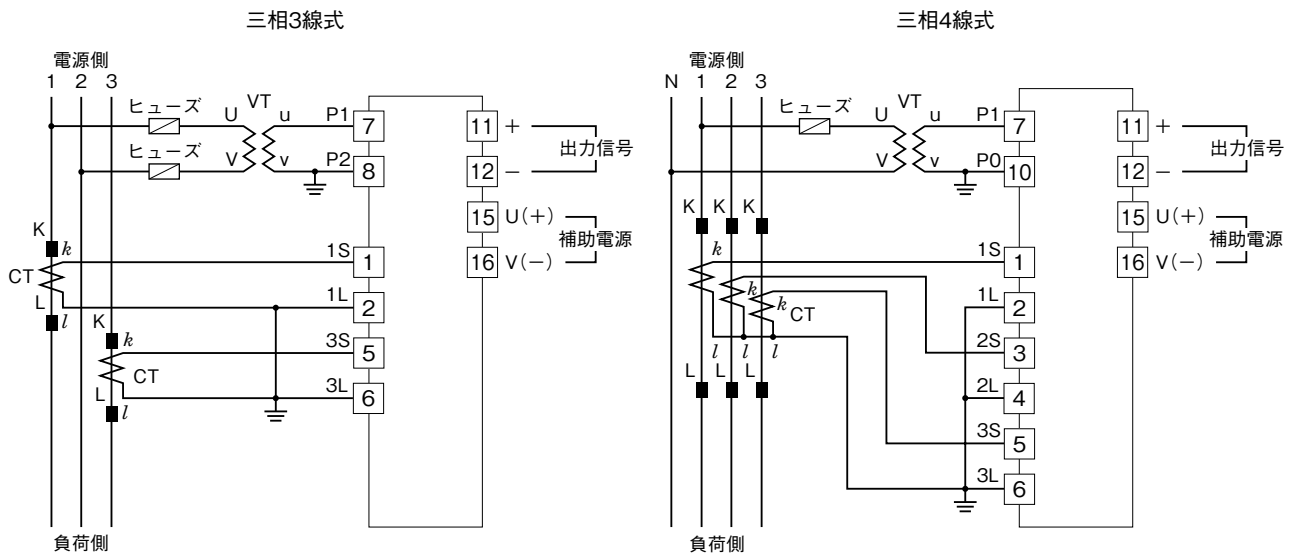 三相3線式
電源側
1 2 3
ヒューズ
U VT u P1 7
ヒューズ
V v P2 8
11 +
出力信号
12 −
15 U(+)
補助電源
16 V(−)
K k 1S 1
CT
L l 1L 2
K k 3S 5
CT
L l 3L 6
負荷側
三相4線式
電源側
N 1 2 3
ヒューズ
U VT u P1 7
V v P0 10
11 +
出力信号
12 −
15 U(+)
補助電源
16 V(−)
K K K
k 1S 1
k 1L 2
k CT
l l l 2S 3
L L L 2L 4
3S 5
3L 6
負荷側